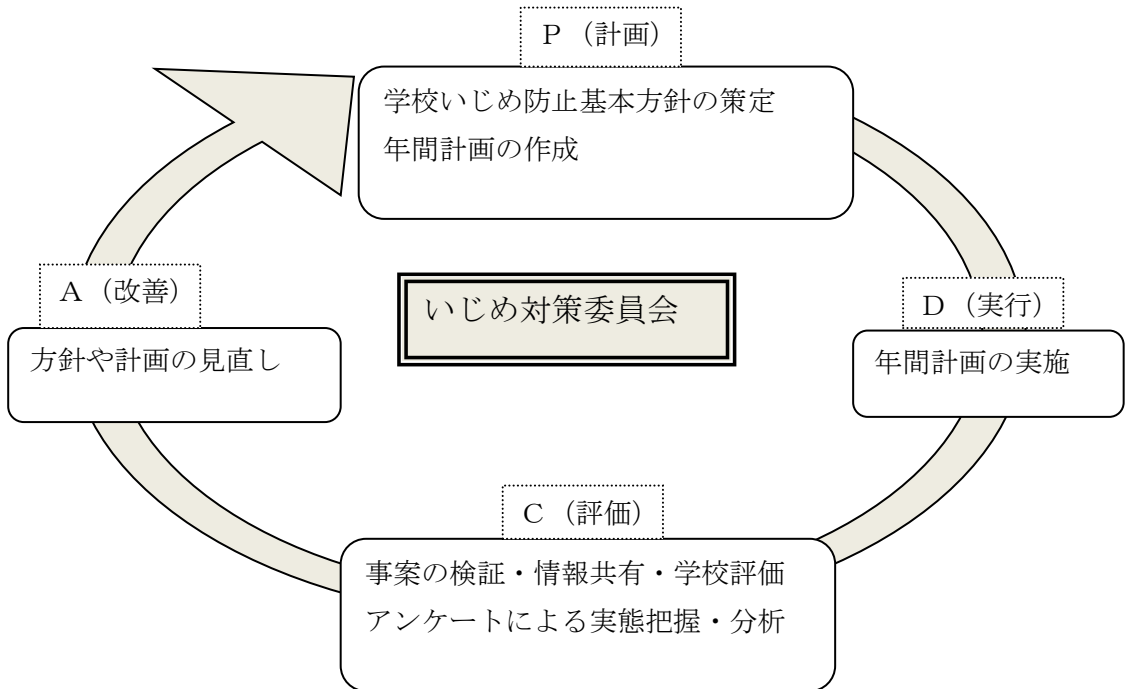 P（計画）
学校いじめ防止基本方針の策定
年間計画の作成
A（改善）
方針や計画の見直し
いじめ対策委員会
D（実行）
年間計画の実施
C（評価）
事案の検証・情報共有・学校評価
アンケートによる実態把握・分析